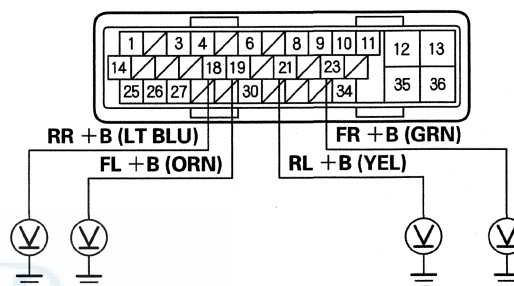 1 3 4 6 8 9 10 11 12 13
14 18 19 21 23
25 26 27 30 34 35 36
RR +B (LT BLU) FR +B (GRN)
FL +B (ORN) RL +B (YEL)
V V V V